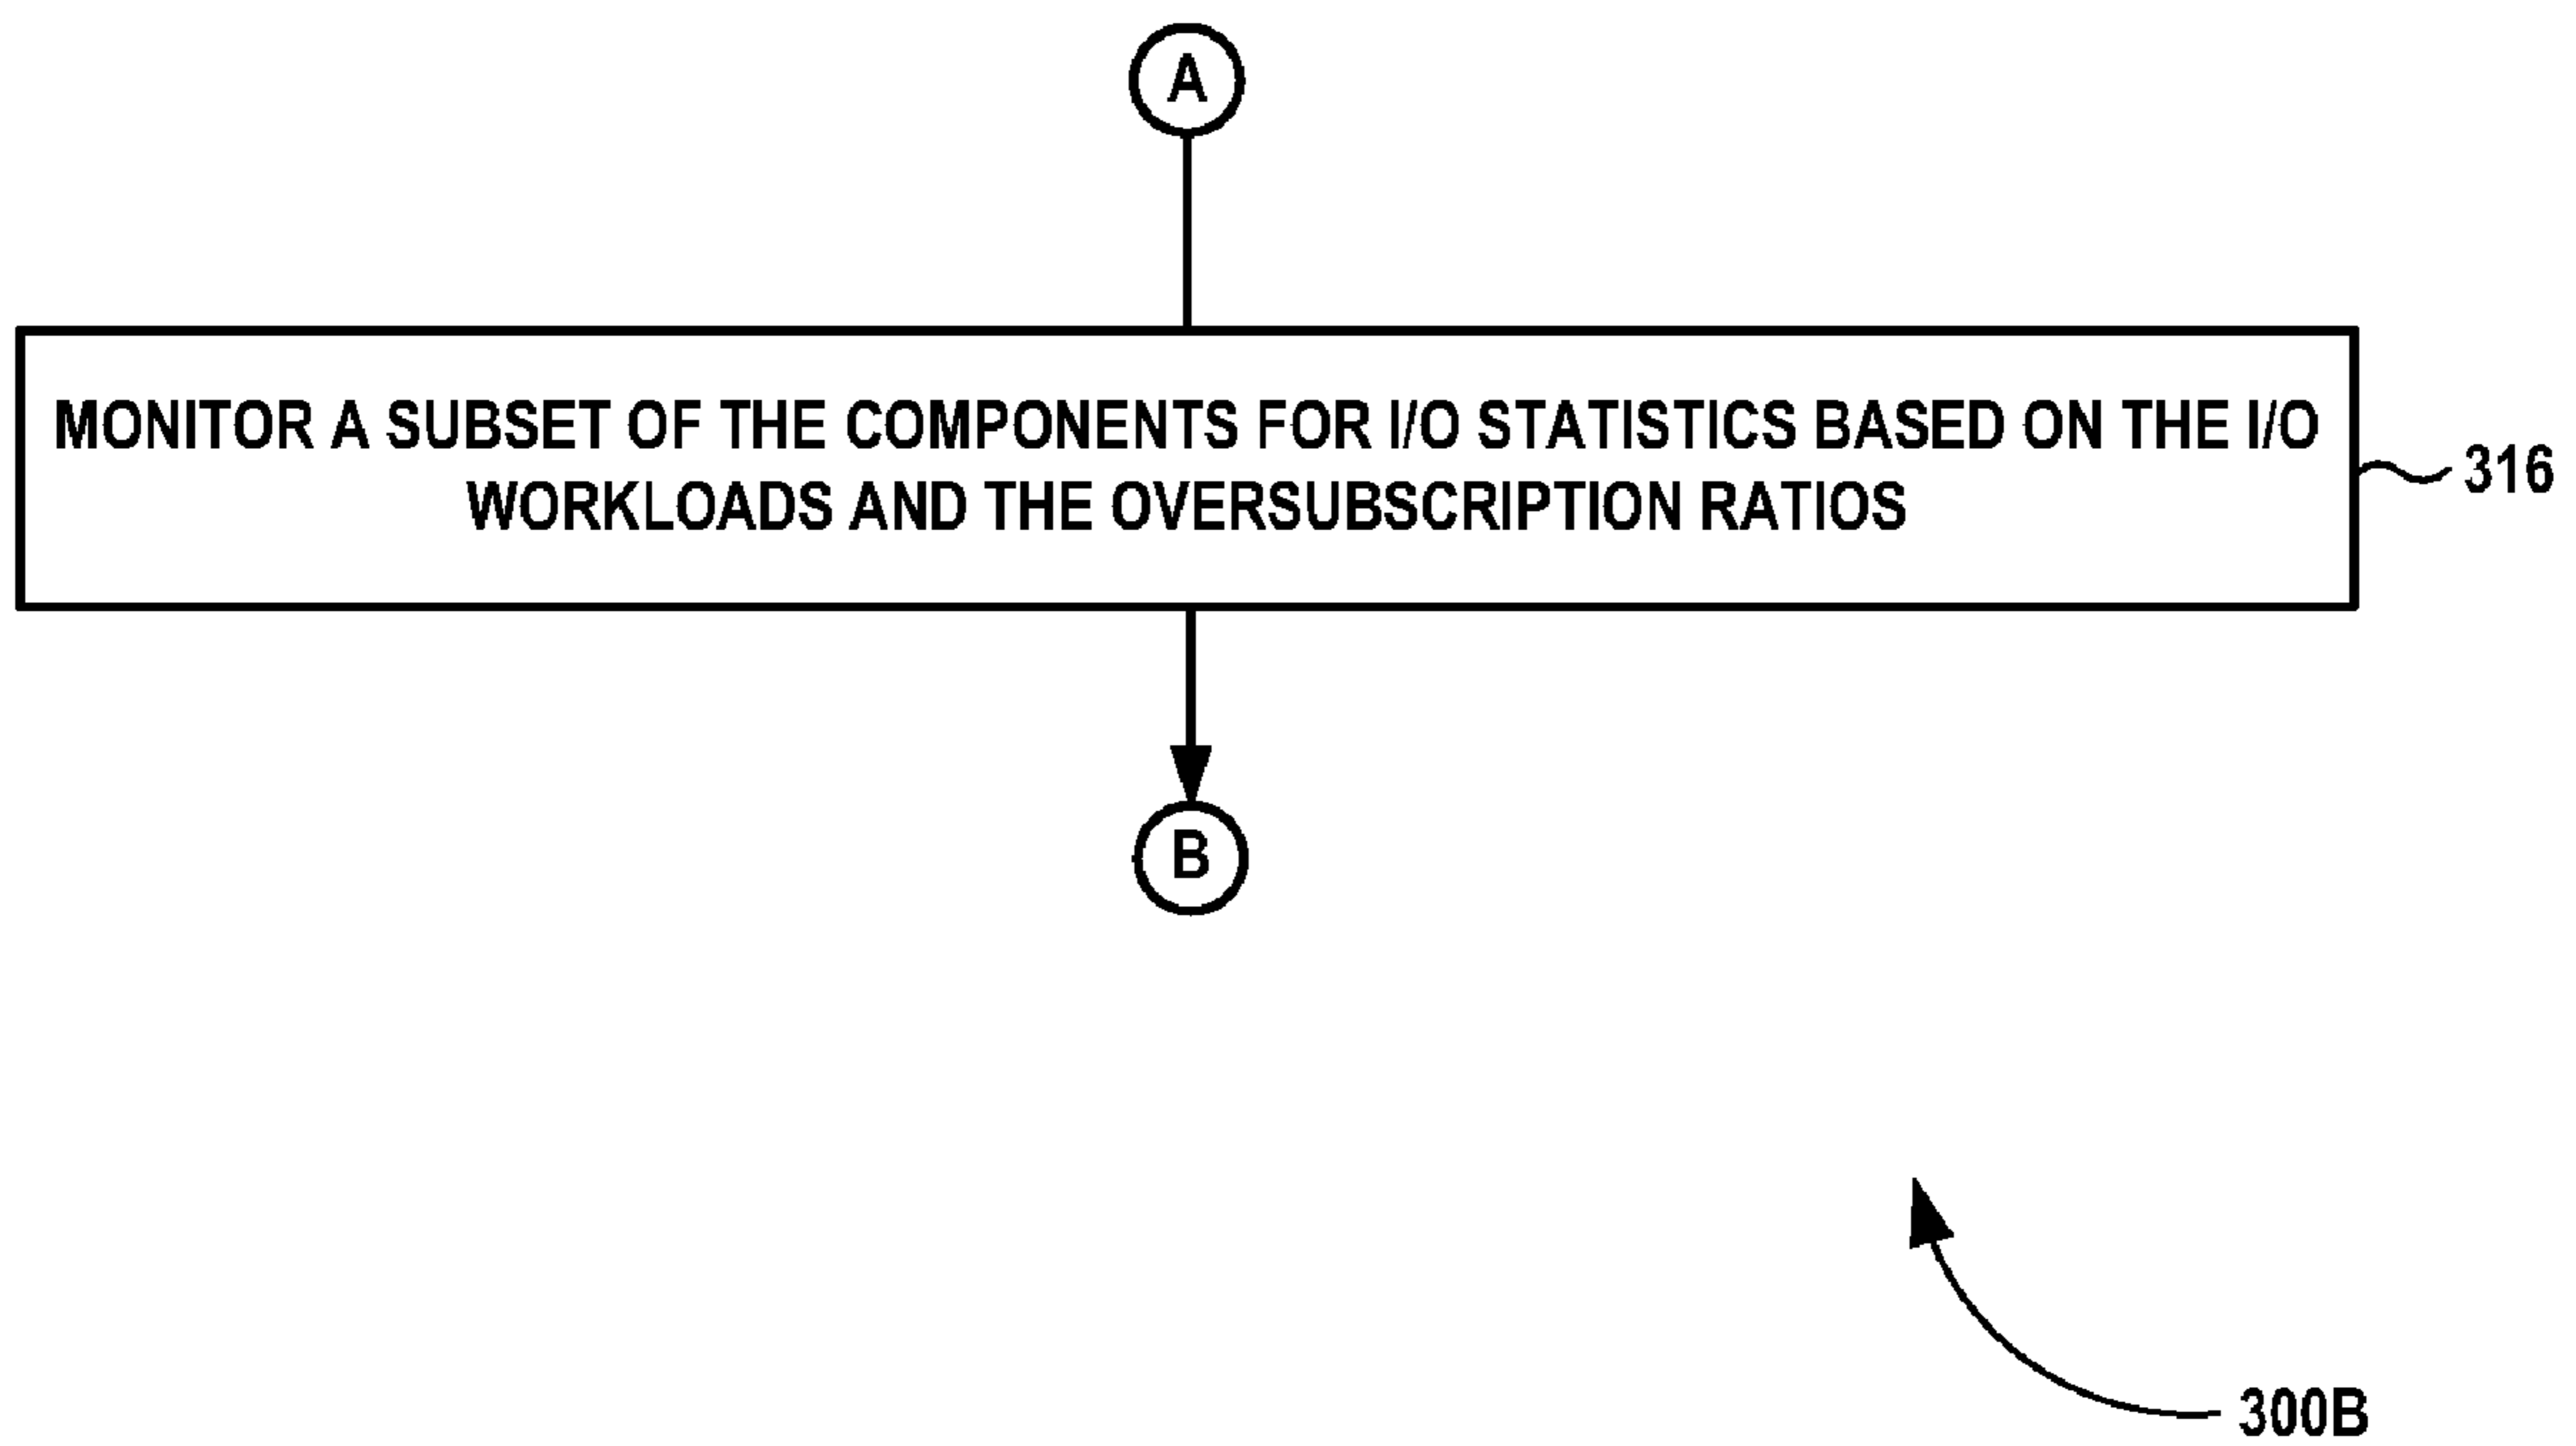 A
MONITOR A SUBSET OF THE COMPONENTS FOR I/O STATISTICS BASED ON THE I/O
WORKLOADS AND THE OVERSUBSCRIPTION RATIOS
316
B
300B